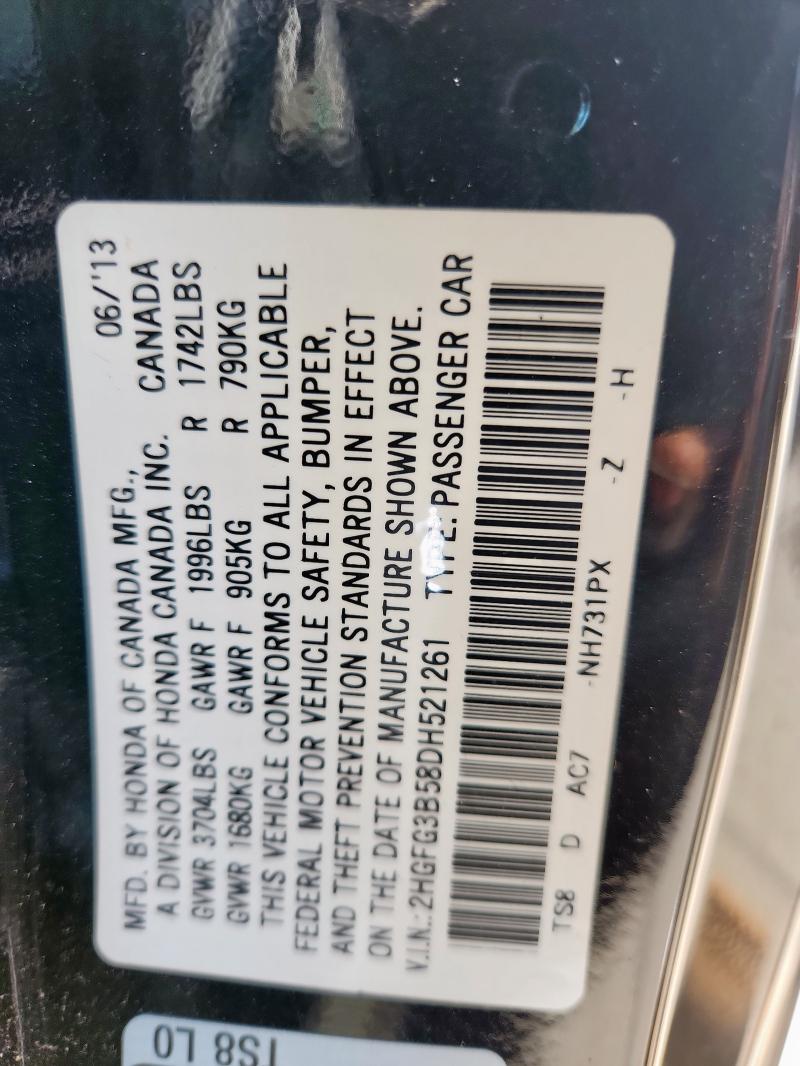 MFD. BY HONDA OF CANADA MFG., 06/'13
A DIVISION OF HONDA CANADA INC. CANADA
GVWR 3704LBS GAWR F 1996LBS R 1742LBS
GVWR 1680KG GAWR F 905KG R 790KG
THIS VEHICLE CONFORMS TO ALL APPLICABLE
FEDERAL MOTOR VEHICLE SAFETY, BUMPER,
AND THEFT PREVENTION STANDARDS IN EFFECT
ON THE DATE OF MANUFACTURE SHOWN ABOVE.
V.I.N.: 2HGFG3B58DH521261 TYPE: PASSENGER CAR
TS8 D AC7 -NH731PX -Z -H
TS8 L0